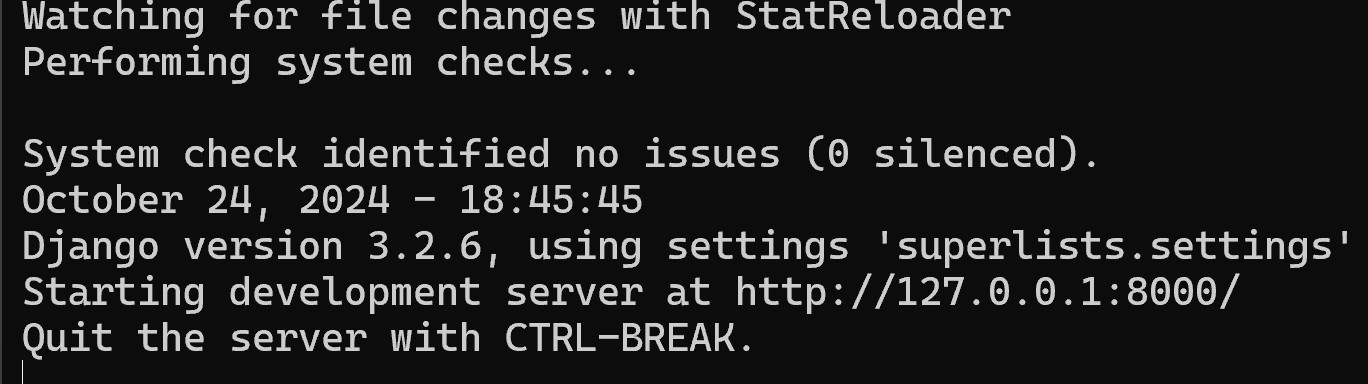 Watching for file changes with StatReloader
Performing system checks...
System check identified no issues (0 silenced).
October 24, 2024 - 18:45:45
Django version 3.2.6, using settings 'superlists.settings'
Starting development server at http://127.0.0.1:8000/
Quit the server with CTRL-BREAK.